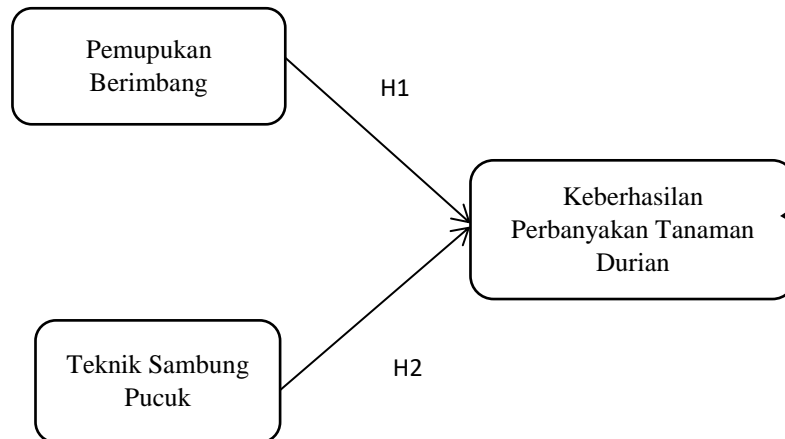 Pemupukan
Berimbang
H1
Keberhasilan
Perbanyakan Tanaman
Durian
Teknik Sambung
Pucuk
H2